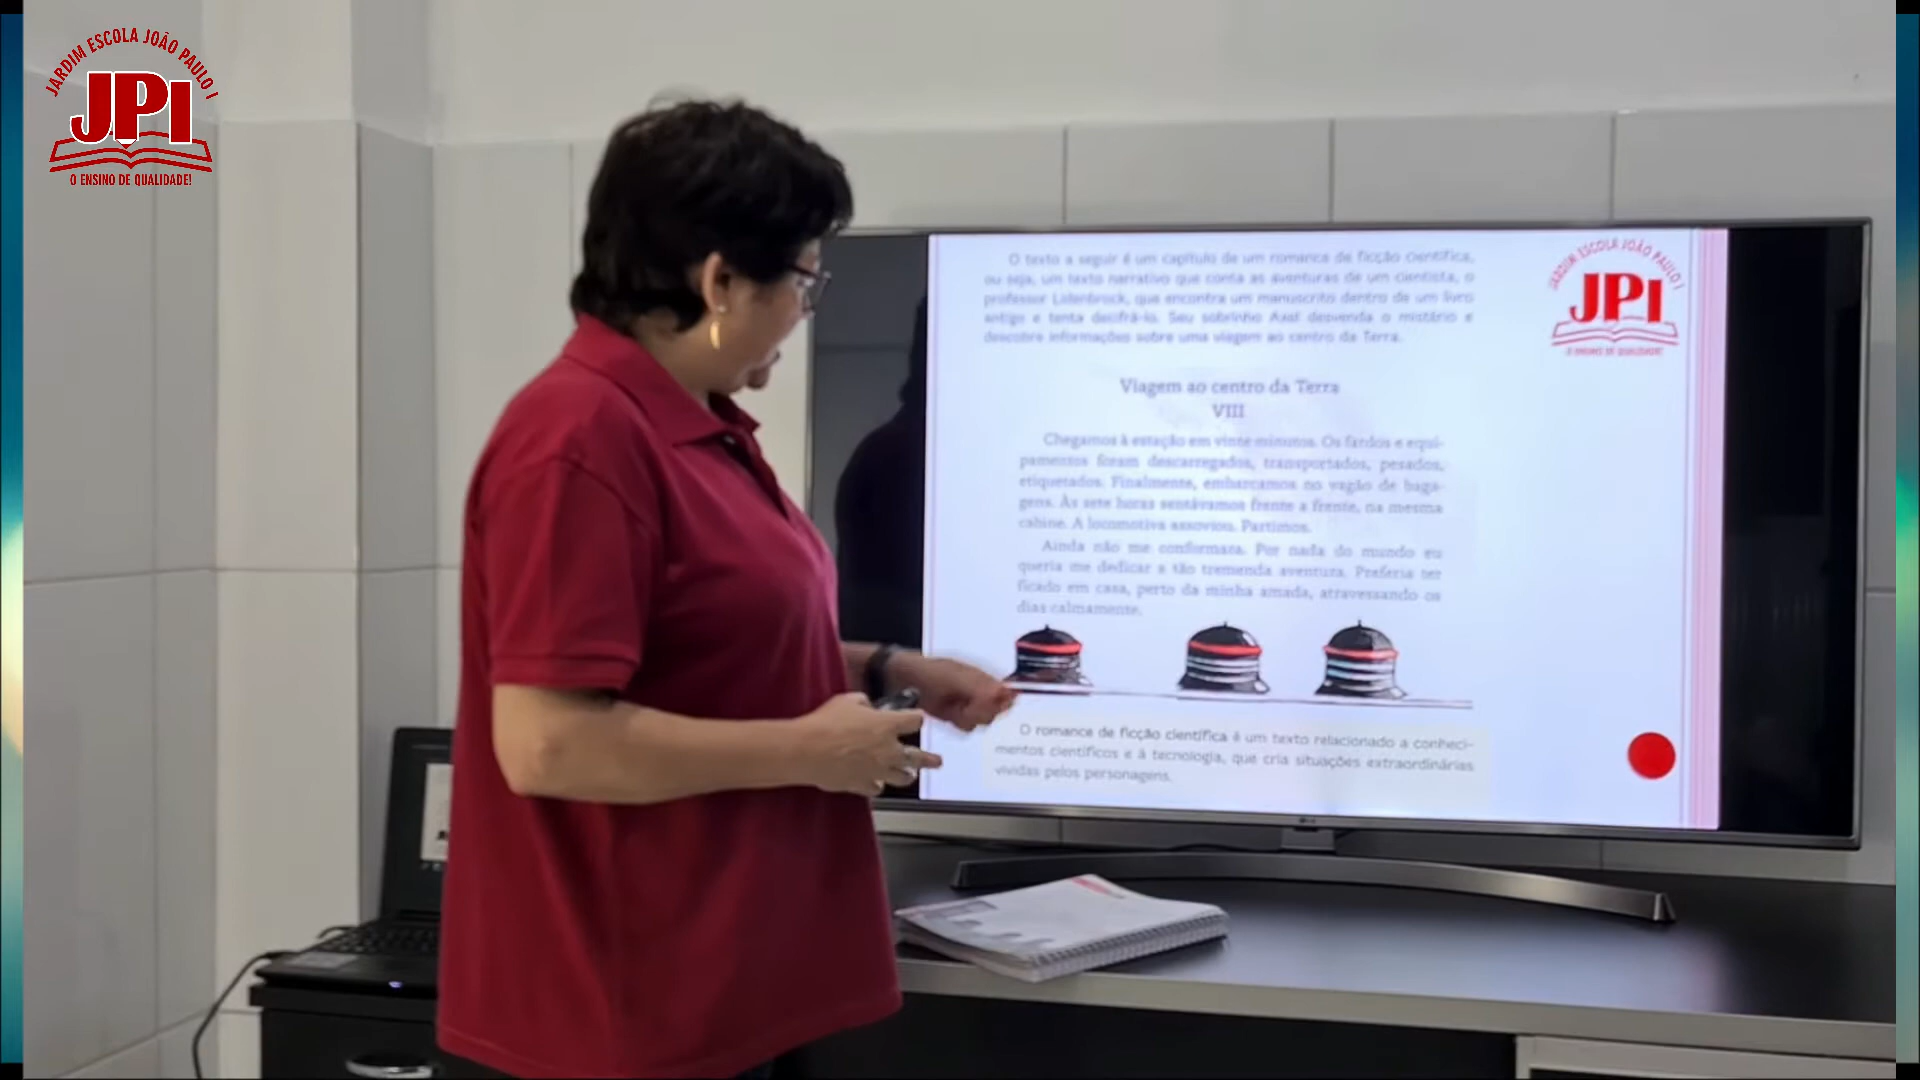 JARDIM ESCOLA JOÃO PAULO I
JPI
O ENSINO DE QUALIDADE!
O texto a seguir é um capítulo de um romance de ficção científica,
ou seja, um texto narrativo que conta as aventuras de um cientista, o
professor Lidenbrock, que encontra um manuscrito dentro de um livro
antigo e tenta decifrá-lo. Seu sobrinho Axel desvenda o mistério e
descobre informações sobre uma viagem ao centro da Terra.
JARDIM ESCOLA JOÃO PAULO I
JPI
O ENSINO DE QUALIDADE!
Viagem ao centro da Terra
VIII
Chegamos à estação em vinte minutos. Os fardos e equi-
pamentos foram descarregados, transportados, pesados,
etiquetados. Finalmente, embarcamos no vagão de baga-
gens. Às sete horas sentávamos frente a frente, na mesma
cabine. A locomotiva assoviou. Partimos.
Ainda não me conformara. Por nada do mundo eu
queria me dedicar a tão tremenda aventura. Preferia ter
ficado em casa, perto da minha amada, atravessando os
dias calmamente.
O romance de ficção científica é um texto relacionado a conheci-
mentos científicos e à tecnologia, que cria situações extraordinárias
vividas pelos personagens.
LG